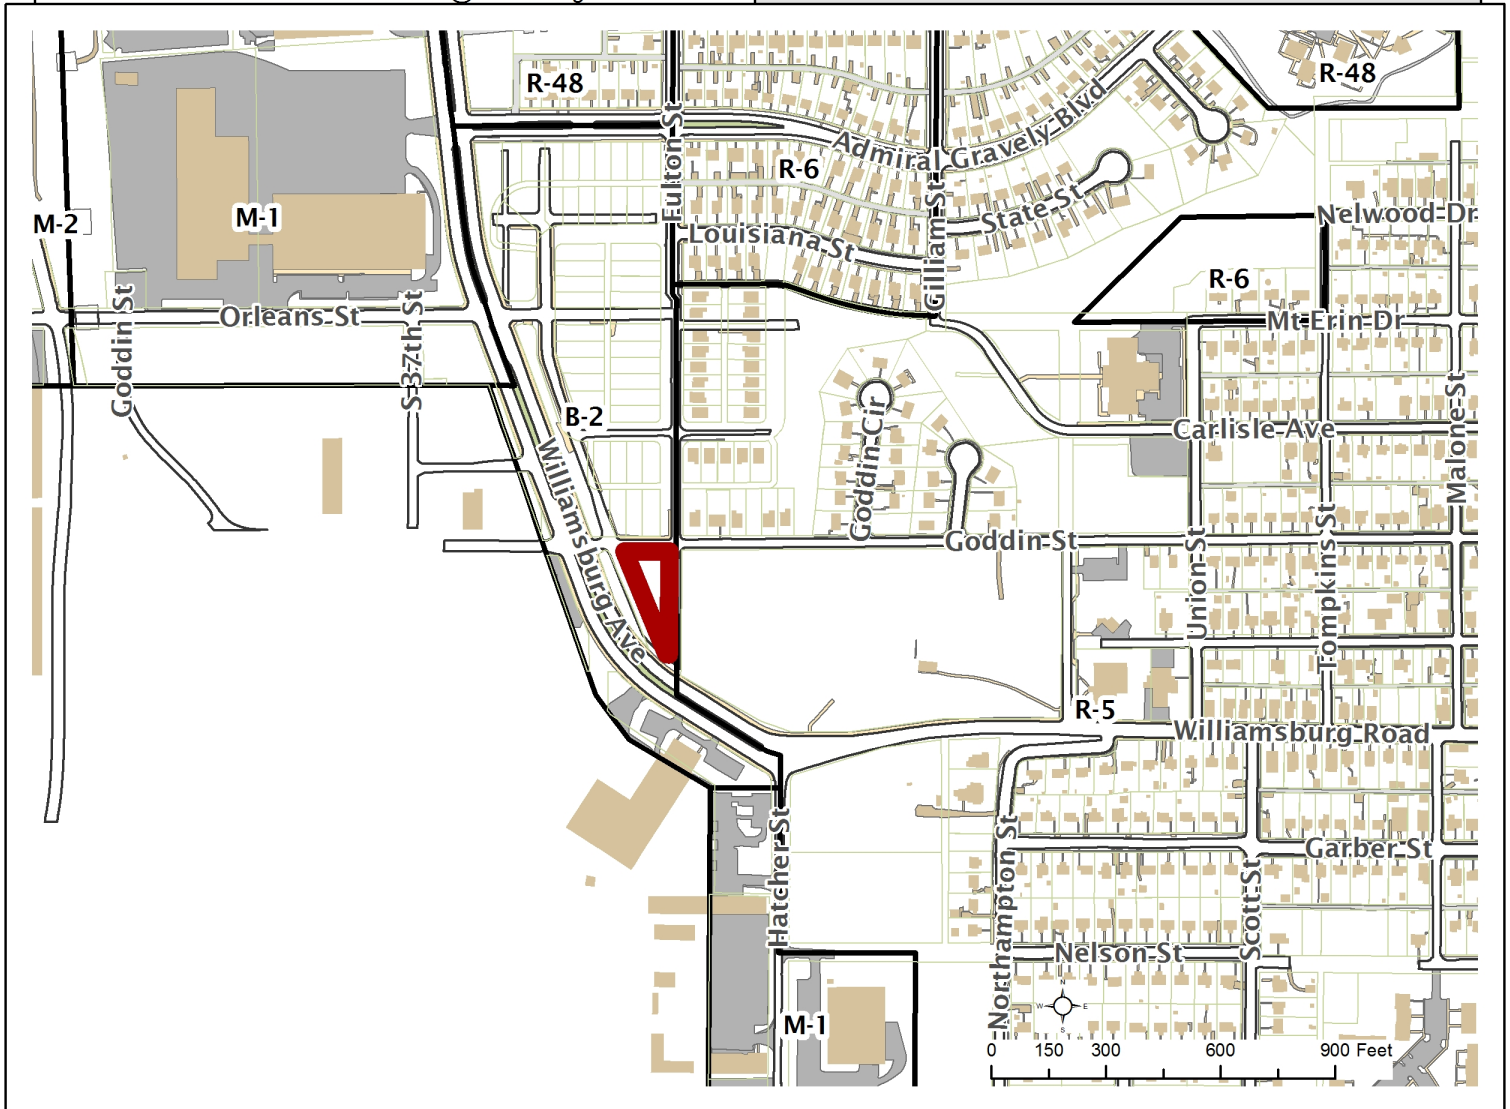 R-48
R-48
Fulton St
Admiral Gravely Blvd
R-6
M-2
M-1
Gilliam St
State St
Nelwood Dr
Louisiana St
R-6
Goddin St
Orleans St
S 37th St
Mt Erin Dr
B-2
Goddin Cir
Carlisle Ave
Malone St
Williamsburg Ave
Goddin St
Union St
Tompkins St
R-5
Williamsburg Road
Hatcher St
Northampton St
Garber St
Scott St
Nelson St
N
W E
S
M-1
0 150 300 600 900 Feet